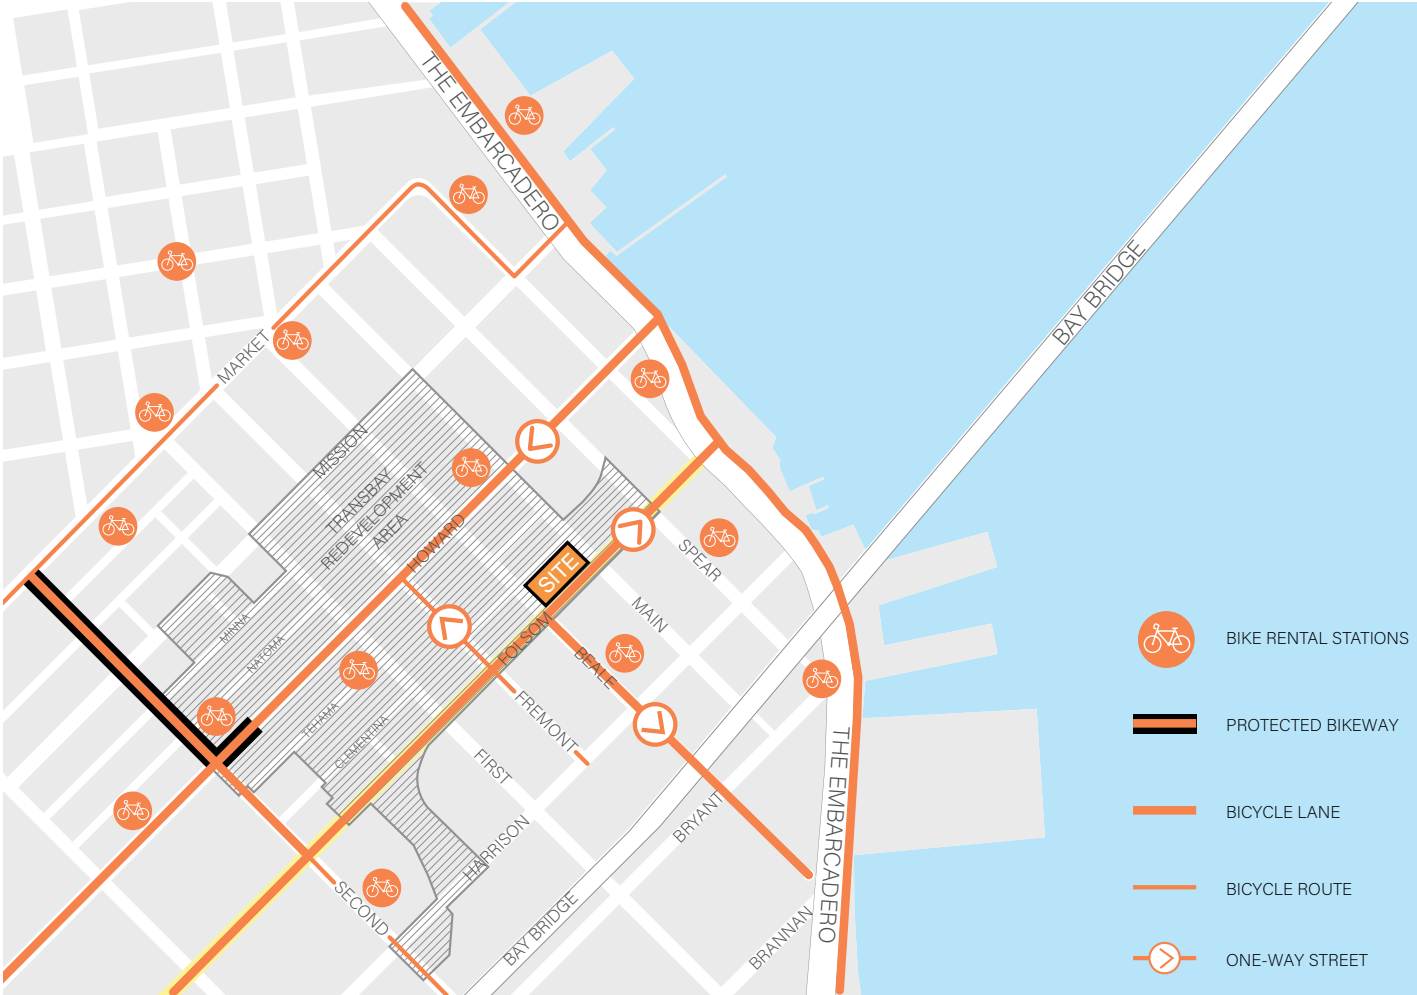 THE EMBARCADERO
BAY BRIDGE
MARKET
MISSION
TRANSBAY
REDEVELOPMENT
AREA
HOWARD
SITE
SPEAR
MAIN
MINNA
NATOMA
FOLSOM
BEALE
TEHAMA
CLEMENTINA
FREMONT
FIRST
HARRISON
BRYANT
SECOND
BAY BRIDGE
BRANNAN
THE EMBARCADERO
BIKE RENTAL STATIONS
PROTECTED BIKEWAY
BICYCLE LANE
BICYCLE ROUTE
ONE-WAY STREET